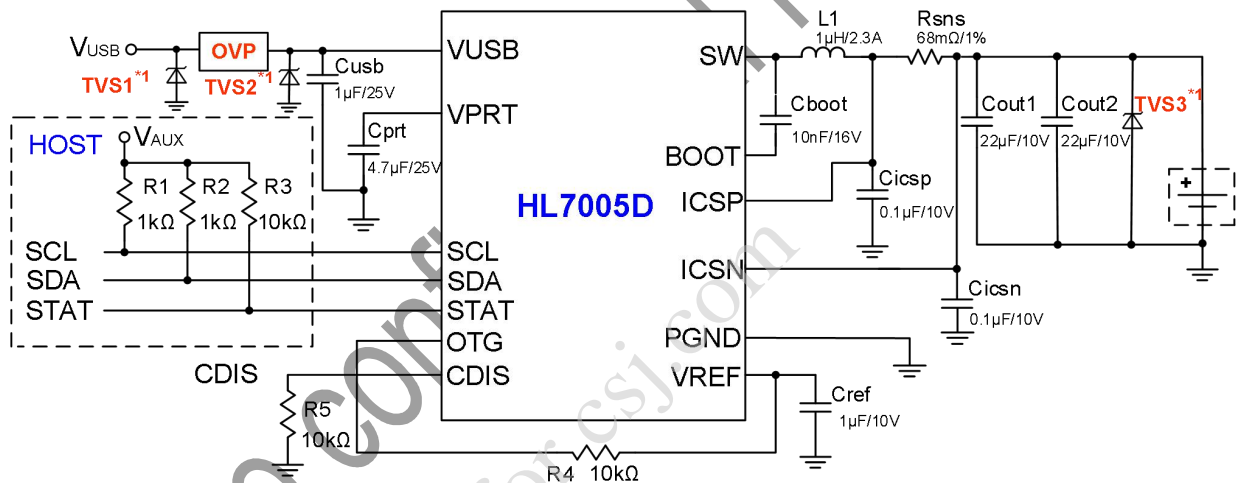 VUSB
OVP
TVS1*1
TVS2*1
Cusb
1µF/25V
Cprt
4.7µF/25V
HOST
VAUX
R1
1kΩ
R2
1kΩ
R3
10kΩ
SCL
SDA
STAT
CDIS
R5
10kΩ
R4 10kΩ
VUSB
VPRT
SCL
SDA
STAT
OTG
CDIS
HL7005D
SW
BOOT
ICSP
ICSN
PGND
VREF
L1
1µH/2.3A
Rsns
68mΩ/1%
Cboot
10nF/16V
Cicsp
0.1µF/10V
Cout1
22µF/10V
Cout2
22µF/10V
TVS3*1
+
Cicsn
0.1µF/10V
Cref
1µF/10V
for csj.com